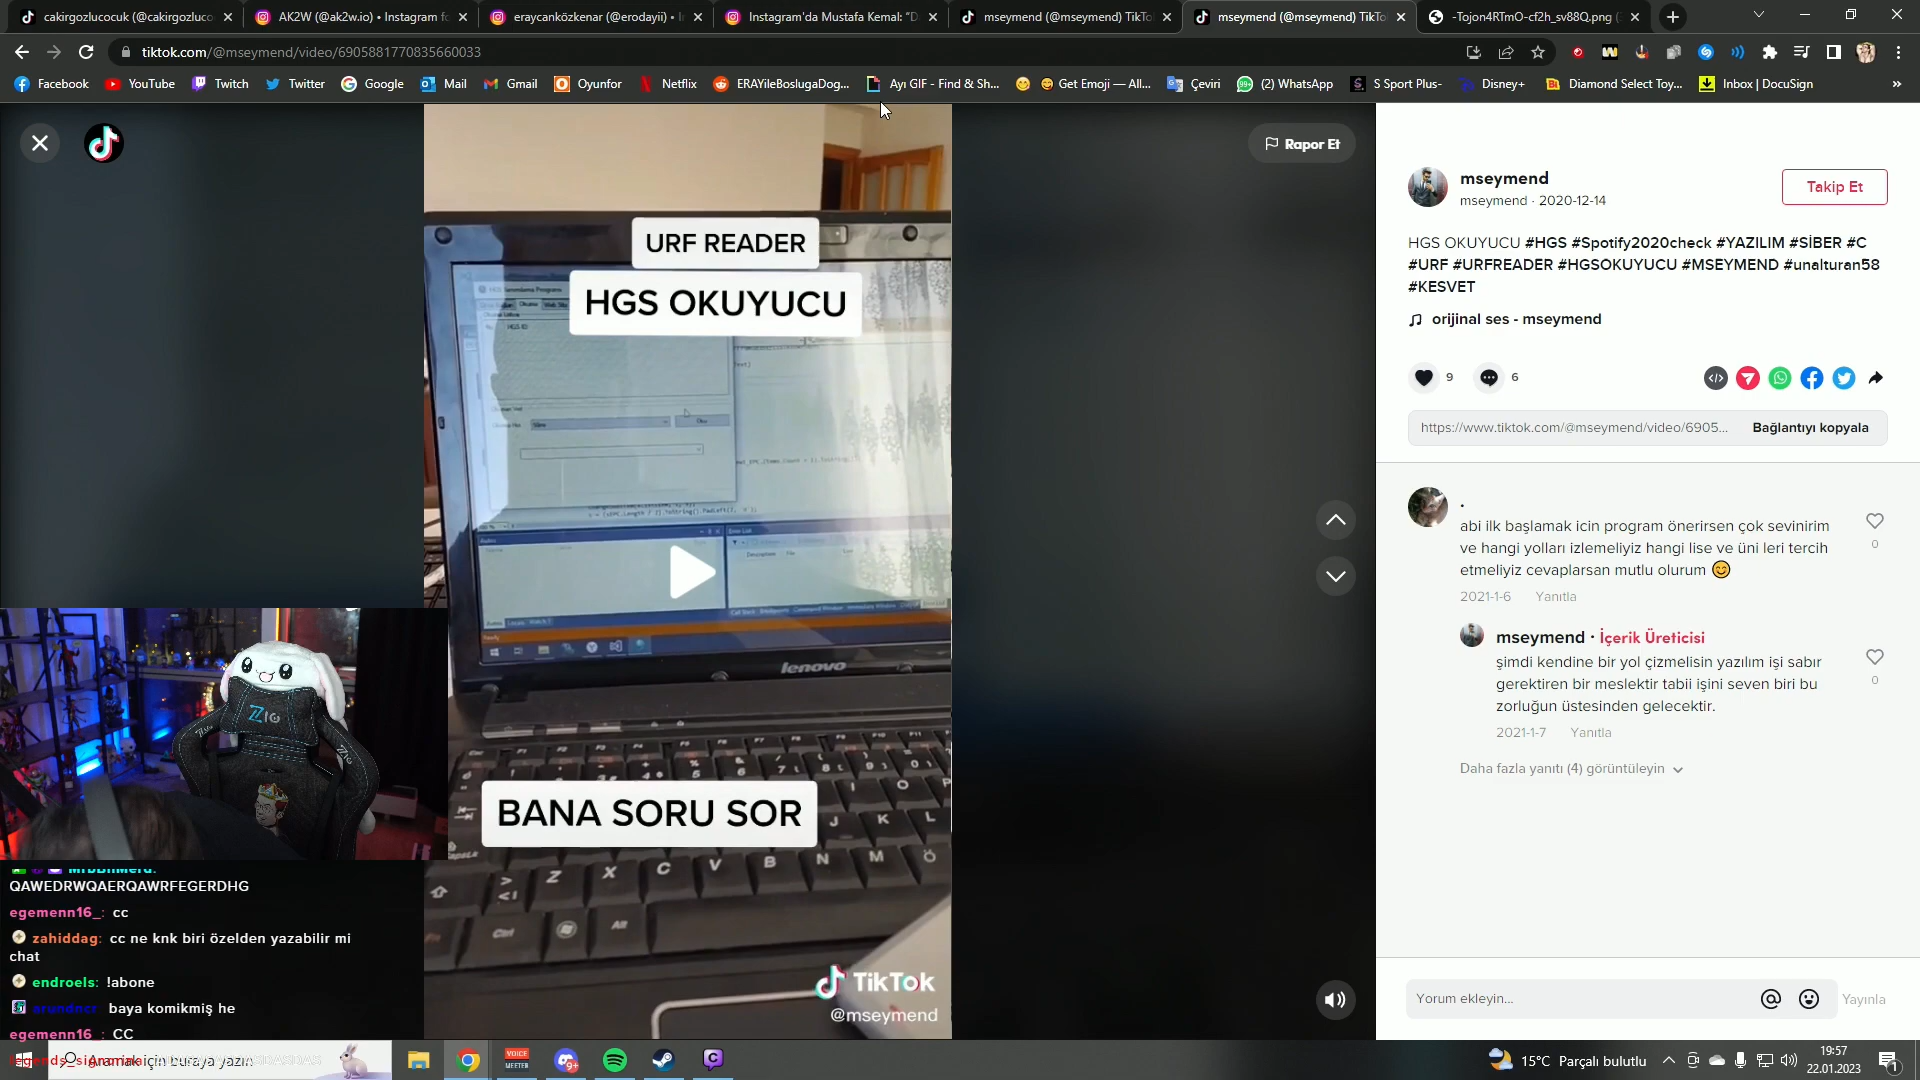 cakirgozlucocuk (@cakirgozluco
AK2W (@ak2w.io) • Instagram fo
eraycanközkenar (@erodayii) • I
Instagram'da Mustafa Kemal: "D
mseymend (@mseymend) TikTo
mseymend (@mseymend) TikTo
-Tojon4RTmO-cf2h_sv88Q.png (
tiktok.com/@mseymend/video/6905881770835660033
Facebook
YouTube
Twitch
Twitter
Google
Mail
Gmail
Oyunfor
Netflix
ERAYileBoslugaDog...
Ayı GIF - Find & Sh...
Get Emoji — All...
Çeviri
(2) WhatsApp
S Sport Plus-
Disney+
Diamond Select Toy...
Inbox | DocuSign
Rapor Et
URF READER
HGS OKUYUCU
lenovo
BANA SORU SOR
TikTok
@mseymend
mseymend
mseymend · 2020-12-14
Takip Et
HGS OKUYUCU #HGS #Spotify2020check #YAZILIM #SİBER #C
#URF #URFREADER #HGSOKUYUCU #MSEYMEND #unalturan58
#KESVET
orijinal ses - mseymend
9
6
https://www.tiktok.com/@mseymend/video/6905...
Bağlantıyı kopyala
.
abi ilk başlamak icin program önerirsen çok sevinirim
ve hangi yolları izlemeliyiz hangi lise ve üni leri tercih
etmeliyiz cevaplarsan mutlu olurum 😊
0
2021-1-6 Yanıtla
mseymend · İçerik Üreticisi
şimdi kendine bir yol çizmelisin yazılım işi sabır
gerektiren bir meslektir tabii işini seven biri bu
zorluğun üstesinden gelecektir.
0
2021-1-7 Yanıtla
Daha fazla yanıtı (4) görüntüleyin
Yorum ekleyin...
Yayınla
QAWEDRWQAERQAWRFEGERDHG
egemenn16_: cc
zahiddag: cc ne knk biri özelden yazabilir mi
chat
endroels: !abone
baya komikmiş he
egemenn16_: CC
Aramak için buraya yazın
15°C Parçalı bulutlu
19:57
22.01.2023